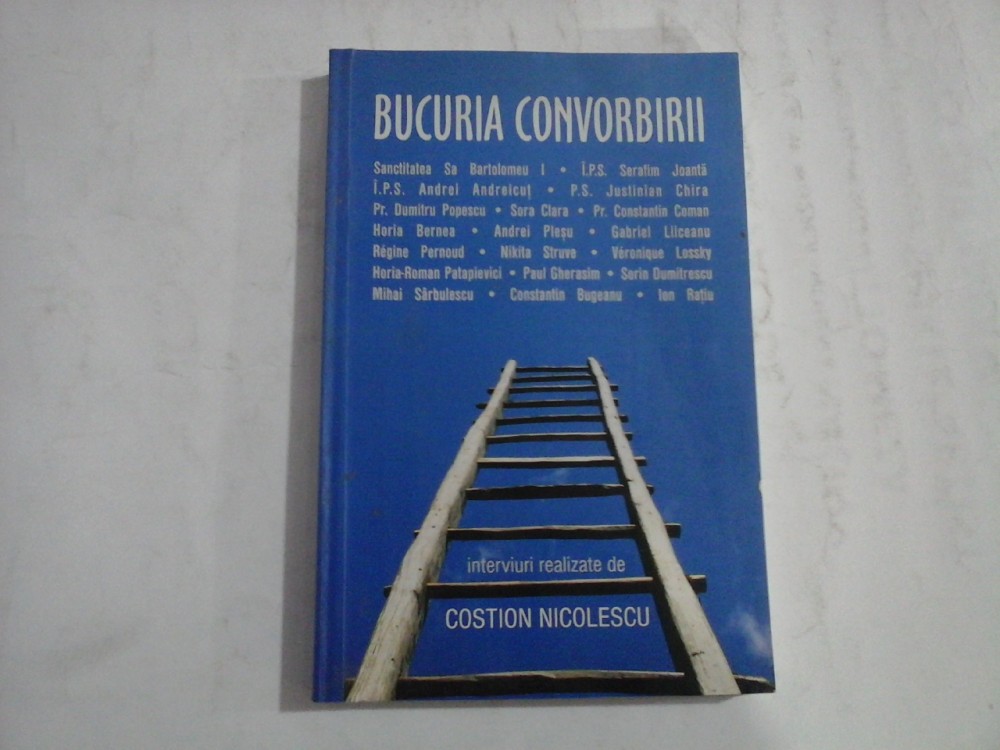 BUCURIA CONVORBIRII
Sanctitatea Sa Bartolomeu I • Î.P.S. Serafim Joantă
Î.P.S. Andrei Andreicuț • P.S. Justinian Chira
Pr. Dumitru Popescu • Sora Clara • Pr. Constantin Coman
Horia Bernea • Andrei Pleșu • Gabriel Liiceanu
Régine Pernoud • Nikita Struve • Véronique Lossky
Horia-Roman Patapievici • Paul Gherasim • Sorin Dumitrescu
Mihai Sârbulescu • Constantin Bugeanu • Ion Rațiu
interviuri realizate de
COSTION NICOLESCU